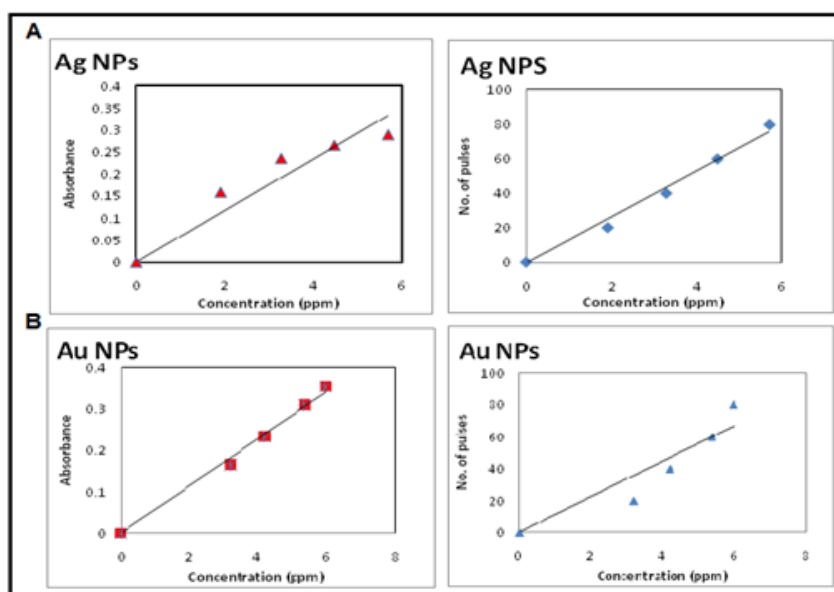 A
Ag NPs
0.4
0.35
0.3
0.25
0.2
0.15
0.1
0.05
0
Absorbance
0 2 4 6
Concentration (ppm)
Ag NPS
100
80
60
40
20
0
No. of pulses
0 2 4 6
Concentration (ppm)
B
Au NPs
0.4
0.3
0.2
0.1
0
Absorbance
0 2 4 6 8
Concentration (ppm)
Au NPs
100
80
60
40
20
0
No. of pulses
0 2 4 6 8
Concentration (ppm)